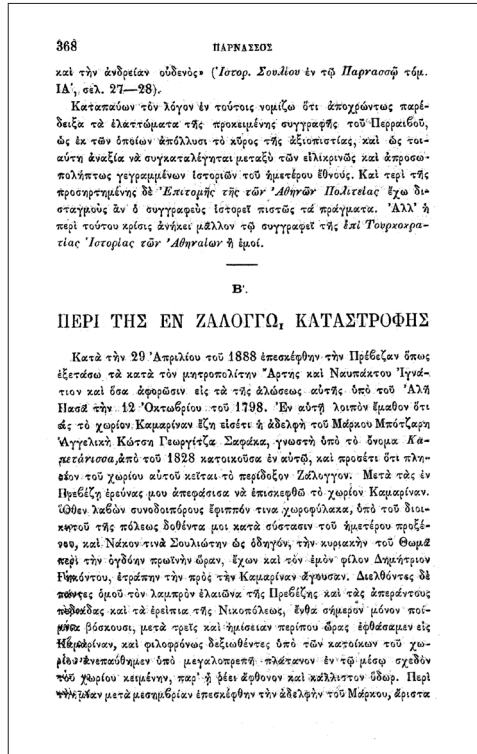 368
ΠΑΡΝΑΣΣΟΣ
καὶ τὴν ἀνδρείαν οὐδενός» (Ἱστορ. Σουλίου ἐν τῷ Παρνασσῷ τόμ.
ΙΑ', σελ. 27—28).
Καταπαύων τὸν λόγον ἐν τούτοις νομίζω ὅτι ἀποχρώντως παρέ-
δειξα τὰ ἐλαττώματα τῆς προκειμένης συγγραφῆς τοῦ Περραιβοῦ,
ὡς ἐκ τῶν ὁποίων ἀπόλλυσι τὸ κῦρος τῆς ἀξιοπιστίας, καὶ ὡς τοι-
αύτη ἀναξία νὰ συγκαταλέγηται μεταξὺ τῶν εἰλικρινῶς καὶ ἀπροσω-
πολήπτως γεγραμμένων ἱστοριῶν τοῦ ἡμετέρου ἔθνους. Καὶ περὶ τῆς
προσηρτημένης δὲ Ἐπιτομῆς τῆς τῶν Ἀθηνῶν Πολιτείας ἔχω δι-
σταγμοὺς ἂν ὁ συγγραφεὺς ἱστορεῖ πιστῶς τὰ πράγματα. Ἀλλ' ἡ
περὶ τούτου κρίσις ἀνήκει μᾶλλον τῷ συγγραφεῖ τῆς ἐπὶ Τουρκοκρα-
τίας Ἱστορίας τῶν Ἀθηναίων ἢ ἐμοί.
Β'.
ΠΕΡΙ ΤΗΣ ΕΝ ΖΑΛΟΓΓΩι ΚΑΤΑΣΤΡΟΦΗΣ
Κατὰ τὴν 29 Ἀπριλίου τοῦ 1888 ἐπεσκέφθην τὴν Πρέβεζαν ὅπως
ἐξετάσω τὰ κατὰ τὸν μητροπολίτην Ἄρτης καὶ Ναυπάκτου Ἰγνά-
τιον καὶ ὅσα ἀφορῶσιν εἰς τὰ τῆς ἁλώσεως αὐτῆς ὑπὸ τοῦ Ἀλῆ
Πασᾶ τὴν 12 Ὀκτωβρίου τοῦ 1798. Ἐν αὐτῇ λοιπὸν ἔμαθον ὅτι
εἰς τὸ χωρίον Καμαρίναν ἔζη εἰσέτι ἡ ἀδελφὴ τοῦ Μάρκου Μπότζαρη
Ἀγγελικὴ Κότση Γεωργίτζα Σαφάκα, γνωστὴ ὑπὸ τὸ ὄνομα Κα-
πετάνισσα, ἀπὸ τοῦ 1828 κατοικοῦσα ἐν αὐτῷ, καὶ προσέτι ὅτι πλη-
σίον τοῦ χωρίου αὐτοῦ κεῖται τὸ περίδοξον Ζάλογγον. Μετὰ τὰς ἐν
Πρεβέζῃ ἐρεύνας μου ἀπεφάσισα νὰ ἐπισκεφθῶ τὸ χωρίον Καμαρίναν.
Ὅθεν λαβὼν συνοδοιπόρους ἔφιππόν τινα χωροφύλακα, ὑπὸ τοῦ διοι-
κητοῦ τῆς πόλεως δοθέντα μοι κατὰ σύστασιν τοῦ ἡμετέρου προξέ-
νου, καὶ Νάκον τινὰ Σουλιώτην ὡς ὁδηγόν, τὴν κυριακὴν τοῦ Θωμᾶ
περὶ τὴν ὀγδόην πρωϊνὴν ὥραν, ἔχων καὶ τὸν ἐμὸν φίλον Δημήτριον
ἐτράπην τὴν πρὸς τὴν Καμαρίναν ἄγουσαν. Διελθόντες δὲ
πάντες ὁμοῦ τὸν λαμπρὸν ἐλαιῶνα τῆς Πρεβέζης καὶ τὰς ἀπεράντους
πεδιάδας καὶ τὰ ἐρείπια τῆς Νικοπόλεως, ἔνθα σήμερον μόνον ποί-
μνια βόσκουσι, μετὰ τρεῖς καὶ ἡμίσειαν περίπου ὥρας ἐφθάσαμεν εἰς
Καμαρίναν, καὶ φιλοφρόνως δεξιωθέντες ὑπὸ τῶν κατοίκων τοῦ χω-
ρίου ἀνεπαύθημεν ὑπὸ μεγαλοπρεπῆ πλάτανον ἐν τῷ μέσῳ σχεδὸν
τοῦ χωρίου κειμένην, παρ' ᾗ ῥέει ἄφθονον καὶ κάλλιστον ὕδωρ. Περὶ
τὴν μίαν μετὰ μεσημβρίαν ἐπεσκέφθην τὴν ἀδελφὴν τοῦ Μάρκου, ἄριστα